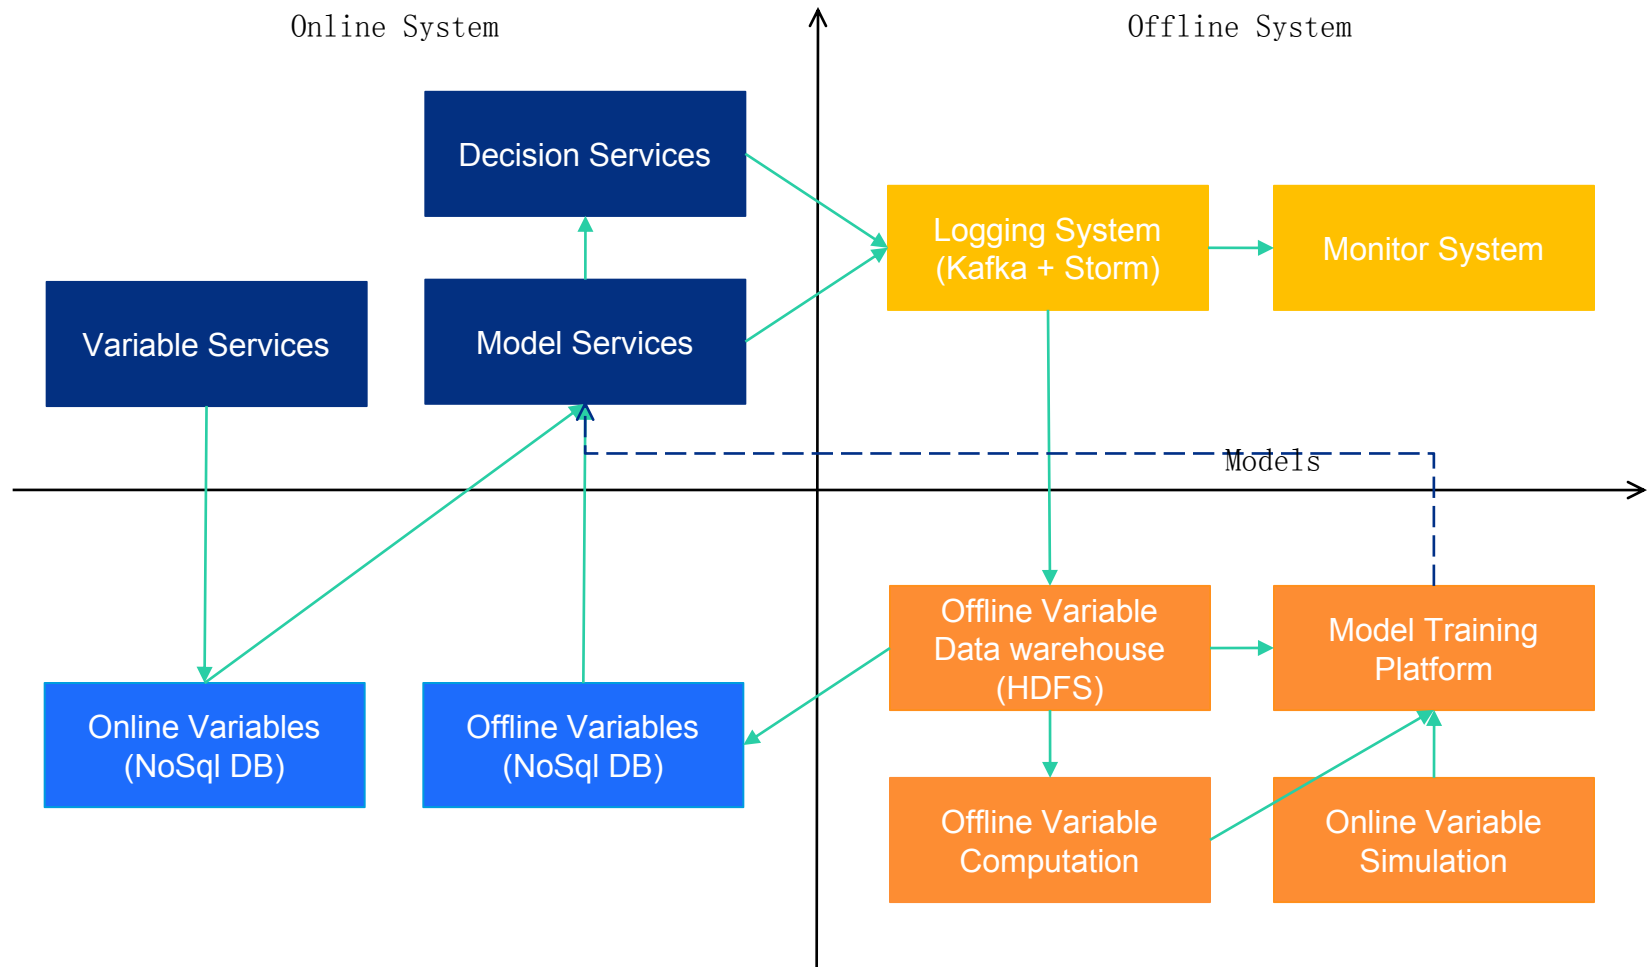 Online System
Offline System
Decision Services
Logging System
(Kafka + Storm)
Monitor System
Variable Services
Model Services
Models
Offline Variable
Data warehouse
(HDFS)
Model Training
Platform
Online Variables
(NoSql DB)
Offline Variables
(NoSql DB)
Offline Variable
Computation
Online Variable
Simulation